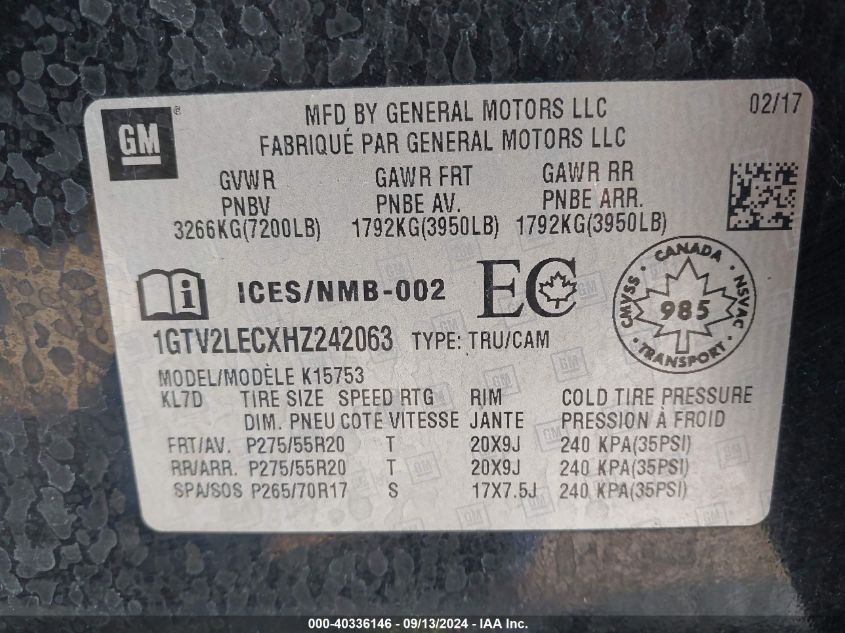 GM
MFD BY GENERAL MOTORS LLC 02/17
FABRIQUÉ PAR GENERAL MOTORS LLC
GVWR GAWR FRT GAWR RR
PNBV PNBE AV. PNBE ARR.
3266KG(7200LB) 1792KG(3950LB) 1792KG(3950LB)
i ICES/NMB-002 EC
CANADA
CMVSS 985 NSVAC
TRANSPORT
1GTV2LECXHZ242063 TYPE: TRU/CAM
MODEL/MODÈLE K15753
KL7D TIRE SIZE SPEED RTG RIM COLD TIRE PRESSURE
DIM. PNEU COTE VITESSE JANTE PRESSION À FROID
FRT/AV. P275/55R20 T 20X9J 240 KPA(35PSI)
RR/ARR. P275/55R20 T 20X9J 240 KPA(35PSI)
SPA/SOS P265/70R17 S 17X7.5J 240 KPA(35PSI)
000-40336146 - 09/13/2024 - IAA Inc.